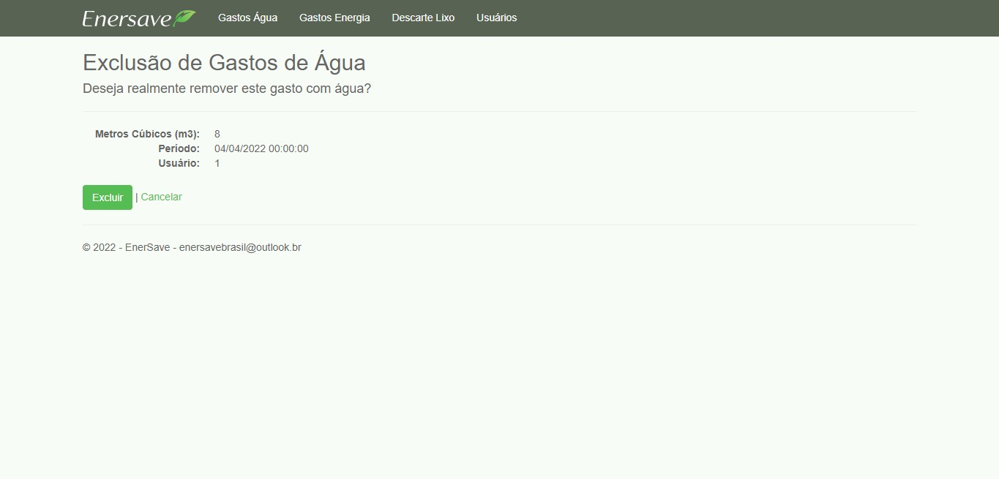 Enersave Gastos Água Gastos Energia Descarte Lixo Usuários
Exclusão de Gastos de Água
Deseja realmente remover este gasto com água?
Metros Cúbicos (m3): 8
Periodo: 04/04/2022 00:00:00
Usuário: 1
Excluir | Cancelar
© 2022 - EnerSave - enersavebrasil@outlook.br